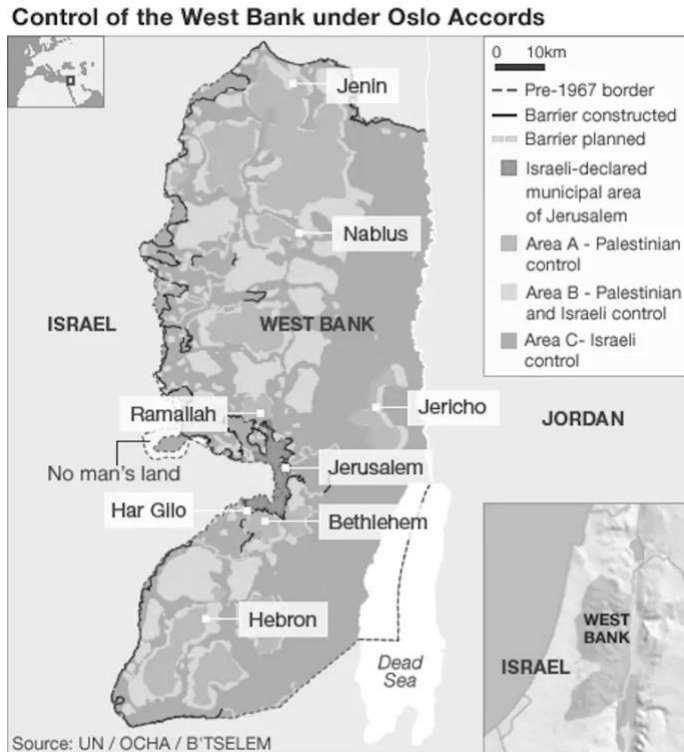 Control of the West Bank under Oslo Accords
0 10km
Pre-1967 border
Barrier constructed
Barrier planned
Israeli-declared
municipal area
of Jerusalem
Area A - Palestinian
control
Area B - Palestinian
and Israeli control
Area C- Israeli
control
Jenin
Nablus
ISRAEL
WEST BANK
Ramallah
Jericho
JORDAN
No man's land
Jerusalem
Har Gilo
Bethlehem
Hebron
Dead
Sea
WEST
BANK
ISRAEL
Source: UN / OCHA / B'TSELEM